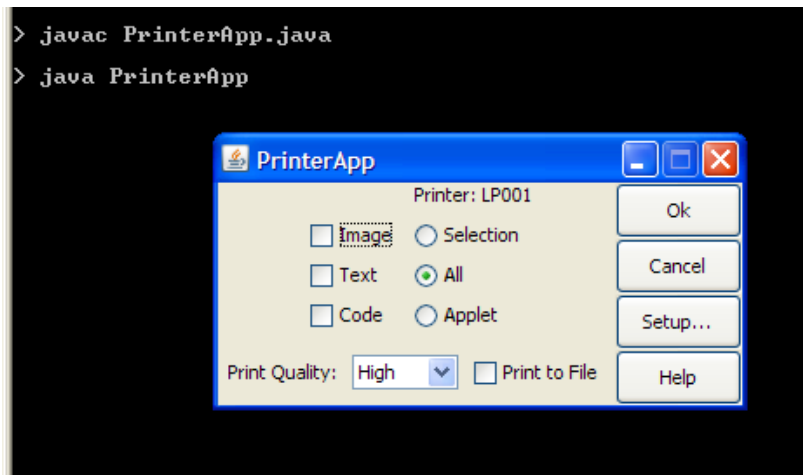 > javac PrinterApp.java
> java PrinterApp
PrinterApp
Printer: LP001
Ok
Image Selection
Text All
Cancel
Code Applet
Setup...
Print Quality: High Print to File
Help